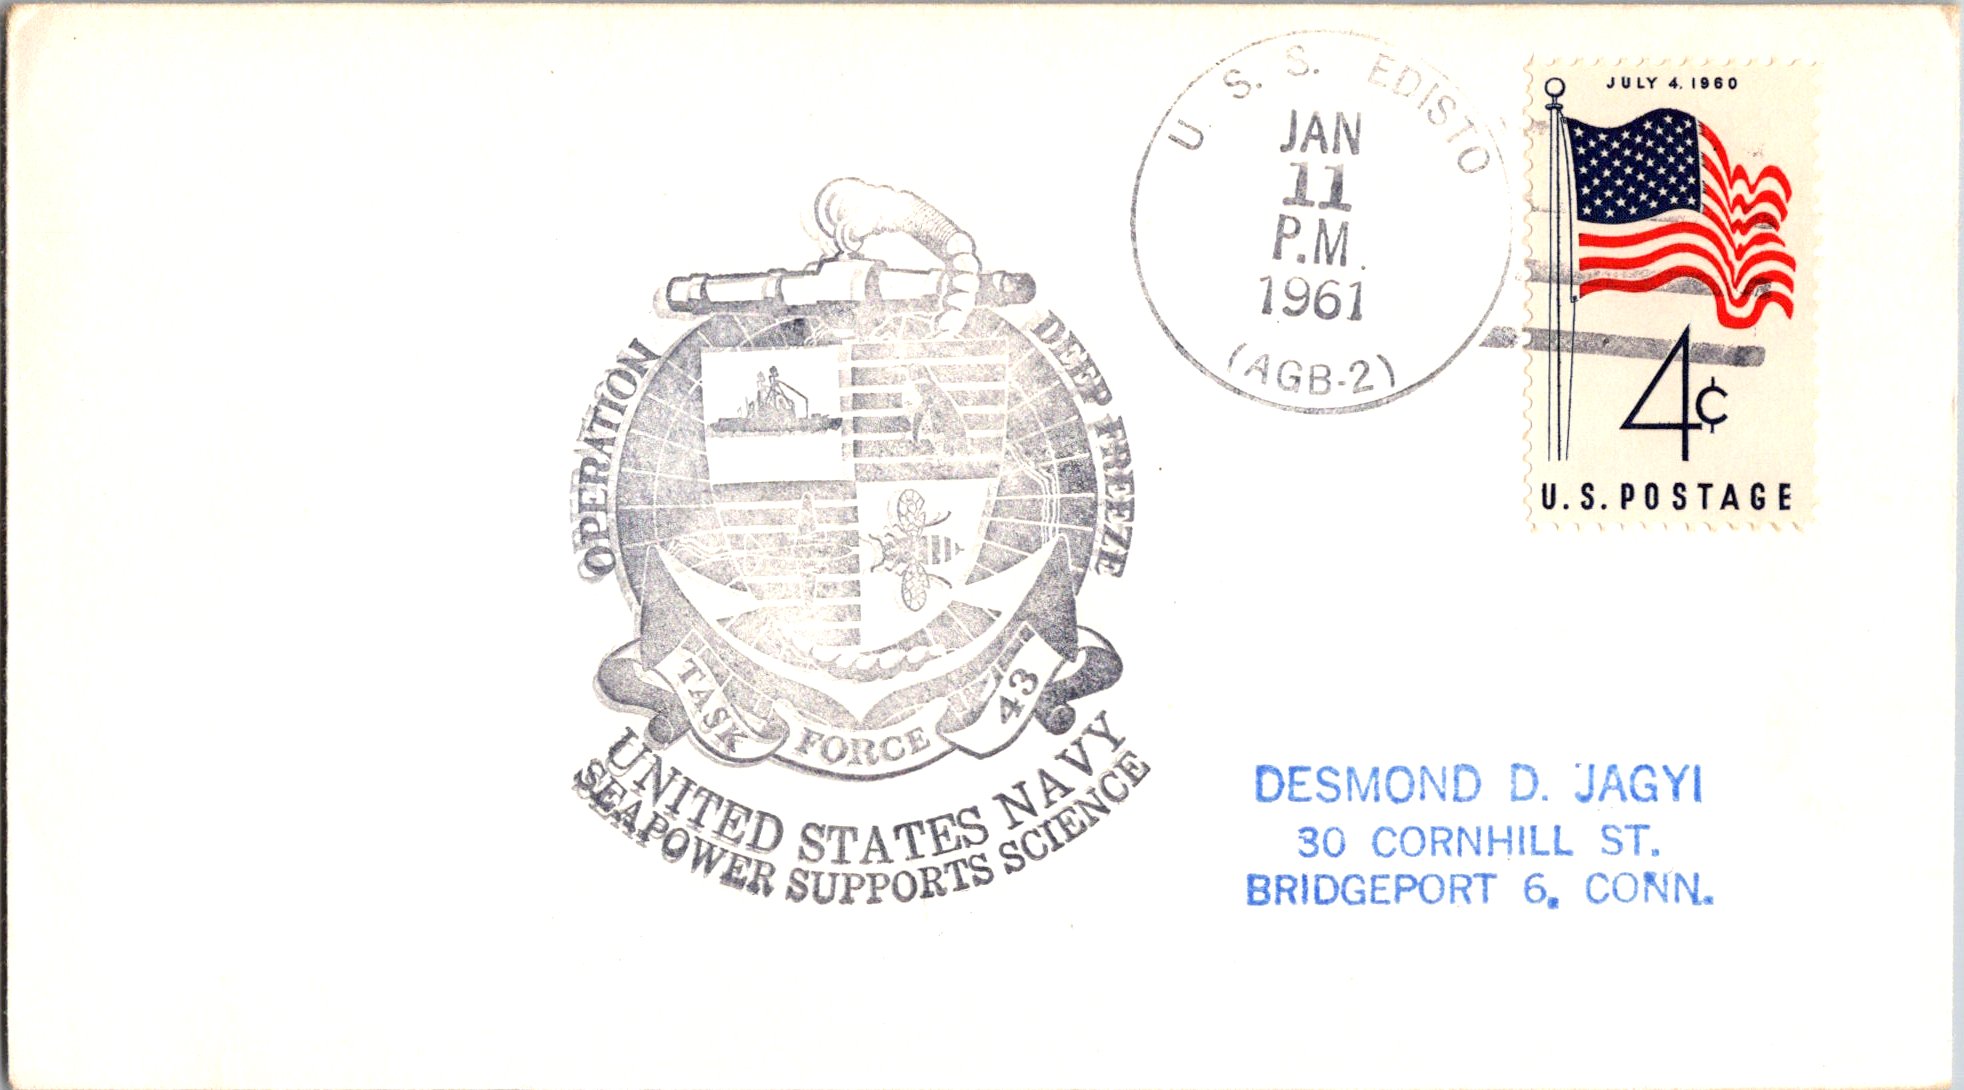 U. S. S. EDISTO
JAN
11
P.M.
1961
(AGB-2)
JULY 4, 1960
4¢
U.S. POSTAGE
OPERATION DEEP FREEZE
TASK FORCE 43
UNITED STATES NAVY
SEAPOWER SUPPORTS SCIENCE
DESMOND D. JAGYI
30 CORNHILL ST.
BRIDGEPORT 6, CONN.